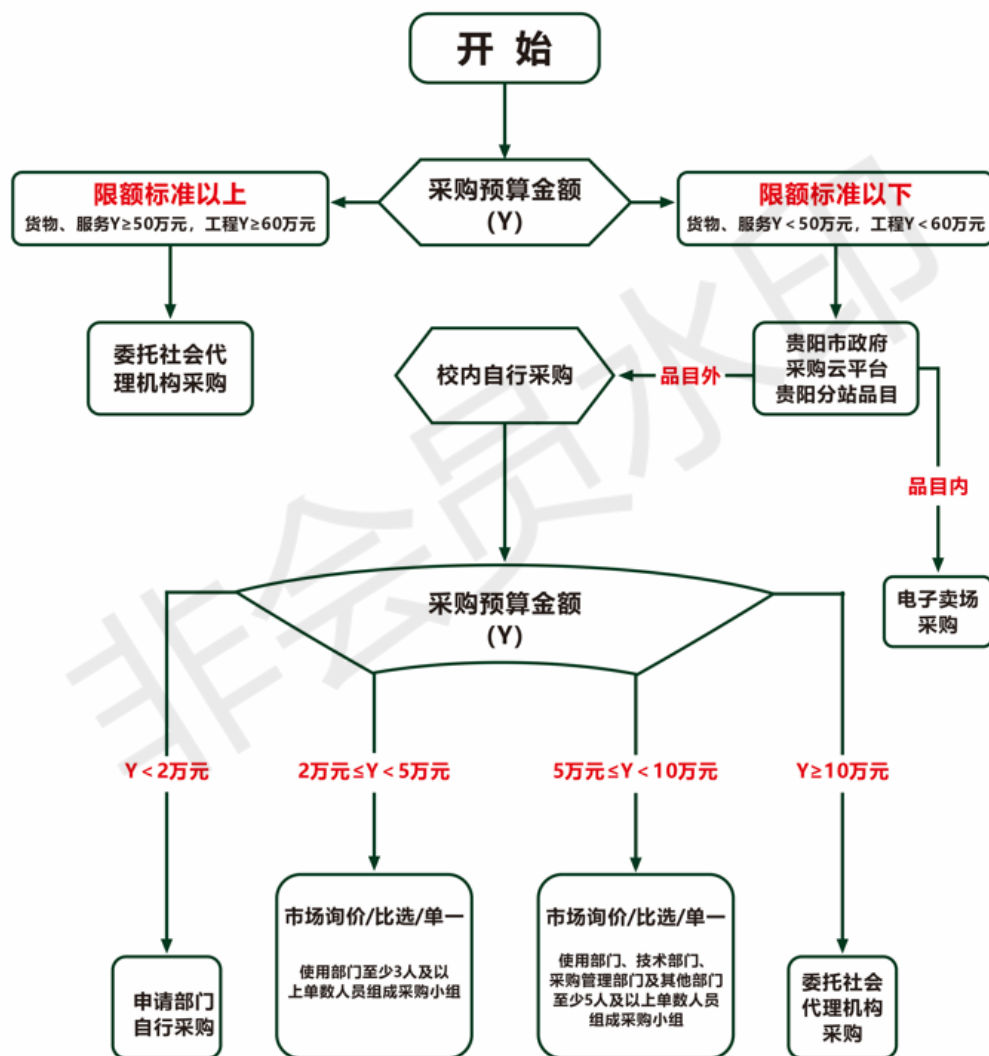 开 始
采购预算金额
(Y)
限额标准以上
货物、服务Y≥50万元，工程Y≥60万元
限额标准以下
货物、服务Y＜50万元，工程Y＜60万元
委托社会代
理机构采购
校内自行采购
品目外
贵阳市政府
采购云平台
贵阳分站品目
品目内
电子卖场
采购
采购预算金额
(Y)
Y＜2万元
2万元≤Y＜5万元
5万元≤Y＜10万元
Y≥10万元
申请部门
自行采购
市场询价/比选/单一
使用部门至少3人及以
上单数人员组成采购小组
市场询价/比选/单一
使用部门、技术部门、
采购管理部门及其他部门
至少5人及以上单数人员
组成采购小组
委托社会
代理机构
采购
非会员水印